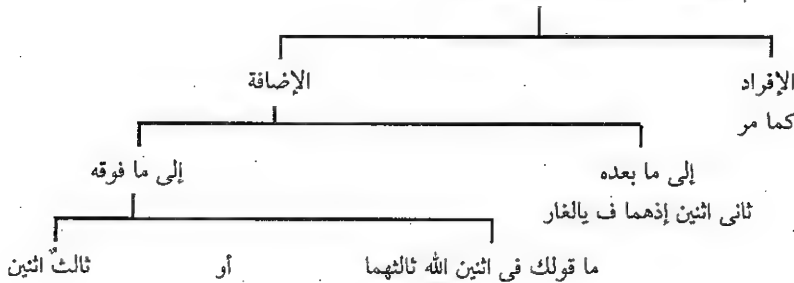 الإفراد
الإضافة
كما مر
إلى ما بعده
إلى ما فوقه
ثانى اثنين إذهما ف يالغار
ما قولك فى اثنين الله ثالثهما أو ثالثٌ اثنين